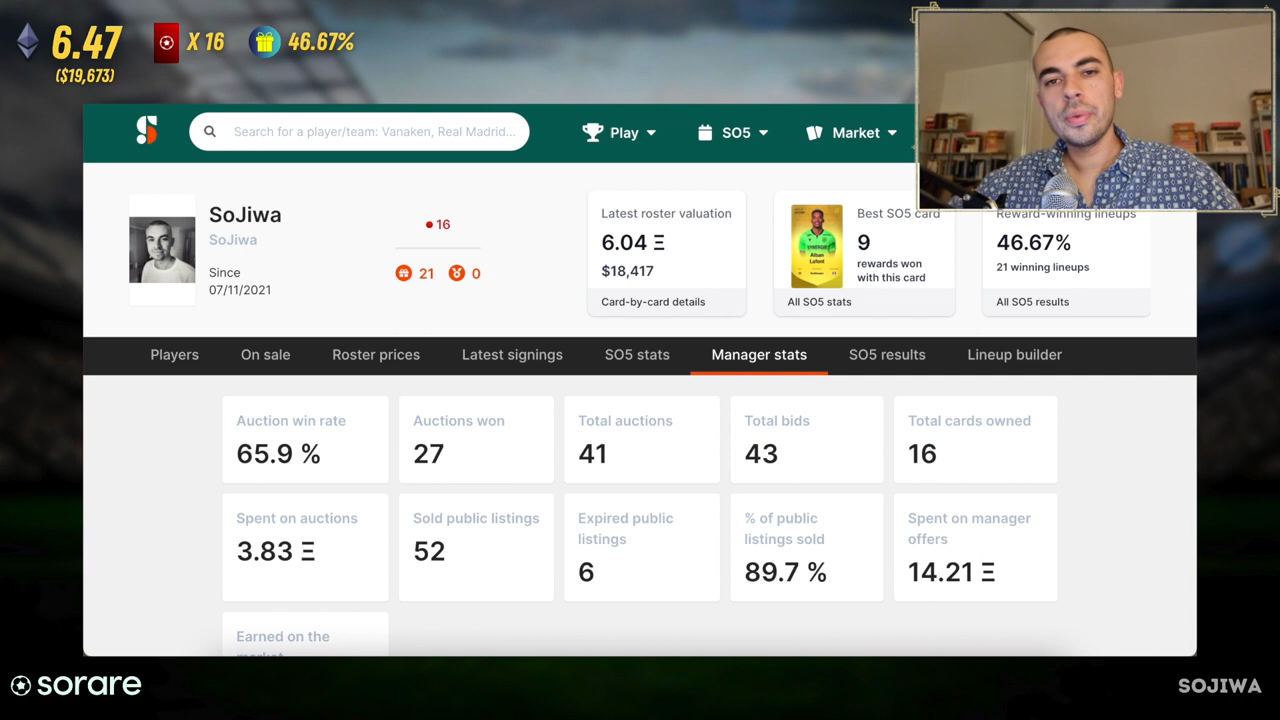 6.47
($19,673)
X 16
46.67%
Search for a player/team: Vanaken, Real Madrid...
Play
SO5
Market
SoJiwa
SoJiwa
Since
07/11/2021
16
21
0
Latest roster valuation
6.04 Ξ
$18,417
Card-by-card details
Alban
Lafont
Best SO5 card
9
rewards won
with this card
All SO5 stats
Reward-winning lineups
46.67%
21 winning lineups
All SO5 results
Players
On sale
Roster prices
Latest signings
SO5 stats
Manager stats
SO5 results
Lineup builder
Auction win rate
65.9 %
Auctions won
27
Total auctions
41
Total bids
43
Total cards owned
16
Spent on auctions
3.83 Ξ
Sold public listings
52
Expired public
listings
6
% of public
listings sold
89.7 %
Spent on manager
offers
14.21 Ξ
Earned on the
market
sorare
SOJIWA